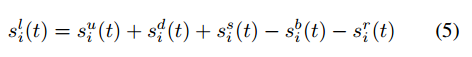 s_i^l(t) = s_i^u(t) + s_i^d(t) + s_i^s(t) − s_i^b(t) − s_i^r(t) (5)